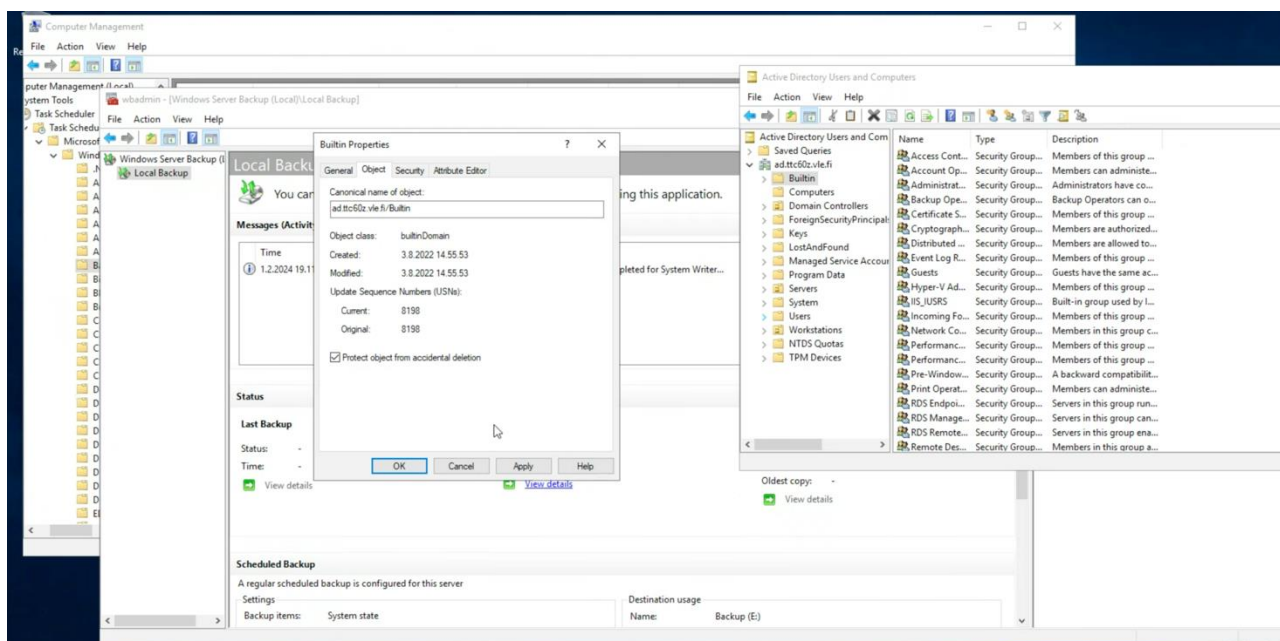 Computer Management
File Action View Help
puter Management (Local)
ystem Tools
Task Scheduler
Task Schedu
Microsof
Wind
wbadmin - [Windows Server Backup (Local)\Local Backup]
File Action View Help
Windows Server Backup (L
Local Backup
Local Backu
You can
ing this application.
Messages (Activit
Time
1.2.2024 19.11
pleted for System Writer...
Status
Last Backup
Status: -
Time: -
View details
View details
Oldest copy: -
View details
Scheduled Backup
A regular scheduled backup is configured for this server
Settings
Backup items: System state
Destination usage
Name: Backup (E:)
Builtin Properties
General Object Security Attribute Editor
Canonical name of object:
ad.ttc60z.vle.fi/Builtin
Object class: builtinDomain
Created: 3.8.2022 14.55.53
Modified: 3.8.2022 14.55.53
Update Sequence Numbers (USNs):
Current: 8198
Original: 8198
Protect object from accidental deletion
OK Cancel Apply Help
Active Directory Users and Computers
File Action View Help
Active Directory Users and Com
Saved Queries
ad.ttc60z.vle.fi
Builtin
Computers
Domain Controllers
ForeignSecurityPrincipals
Keys
LostAndFound
Managed Service Accour
Program Data
Servers
System
Users
Workstations
NTDS Quotas
TPM Devices
Name Type Description
Access Cont... Security Group... Members of this group ...
Account Op... Security Group... Members can administe...
Administrat... Security Group... Administrators have co...
Backup Ope... Security Group... Backup Operators can o...
Certificate S... Security Group... Members of this group ...
Cryptograph... Security Group... Members are authorized...
Distributed ... Security Group... Members are allowed to...
Event Log R... Security Group... Members of this group ...
Guests Security Group... Guests have the same ac...
Hyper-V Ad... Security Group... Members of this group ...
IIS_IUSRS Security Group... Built-in group used by I...
Incoming Fo... Security Group... Members of this group ...
Network Co... Security Group... Members in this group c...
Performanc... Security Group... Members of this group ...
Performanc... Security Group... Members of this group ...
Pre-Window... Security Group... A backward compatibilit...
Print Operat... Security Group... Members can administe...
RDS Endpoi... Security Group... Servers in this group run...
RDS Manage... Security Group... Servers in this group can...
RDS Remote... Security Group... Servers in this group ena...
Remote Des... Security Group... Members in this group a...